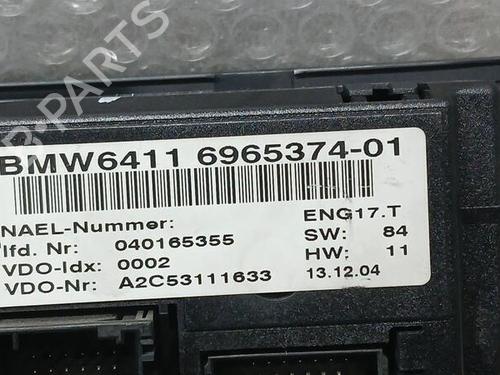 B-PARTS
BMW6411 6965374-01
NAEL-Nummer: ENG17.T
lfd. Nr: 040165355 SW: 84
VDO-Idx: 0002 HW: 11
VDO-Nr: A2C53111633 13.12.04